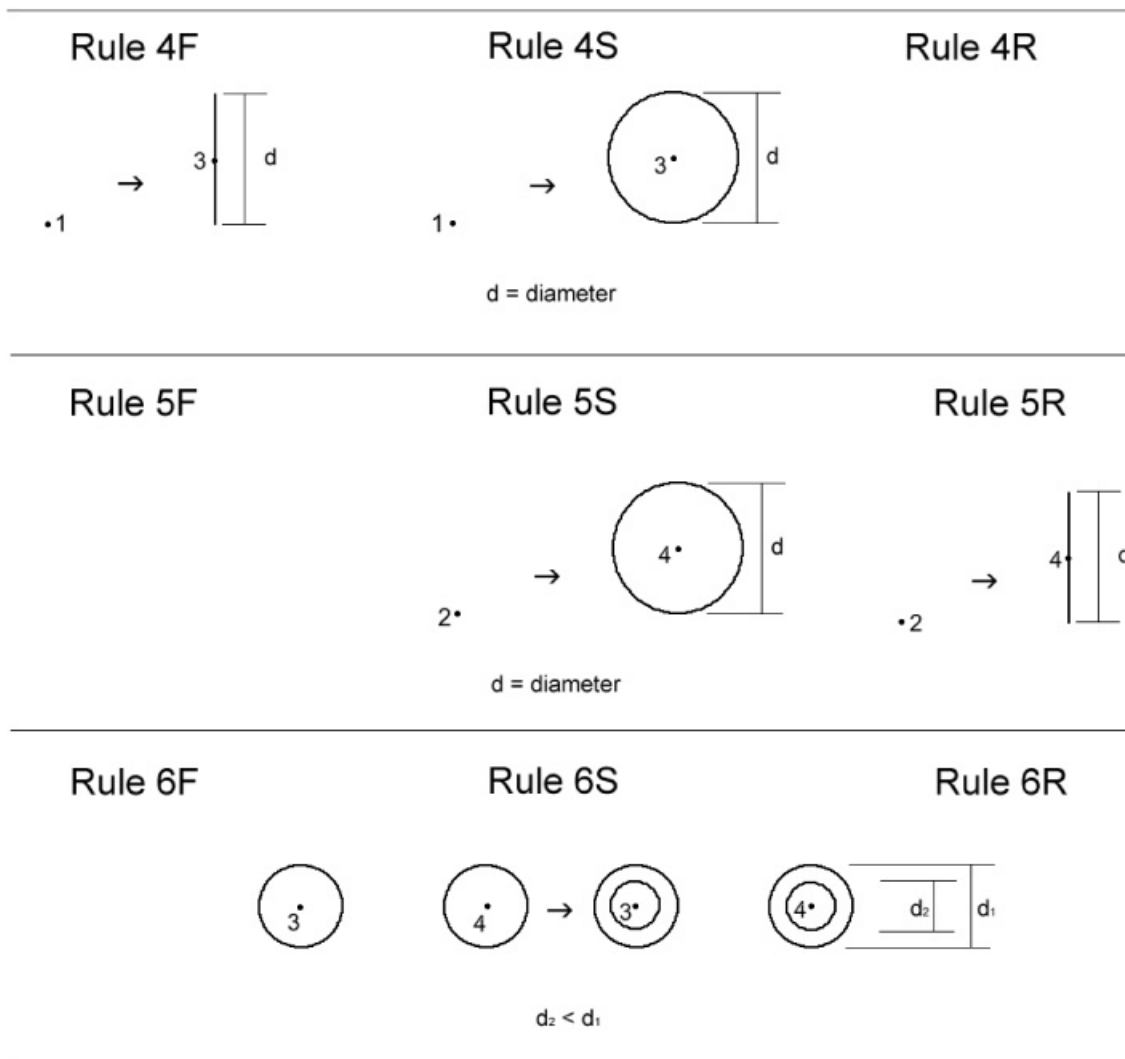 Rule 4F Rule 4S Rule 4R
3 d 3 d
1 1
d = diameter
Rule 5F Rule 5S Rule 5R
4 d 4
2 2
d = diameter
Rule 6F Rule 6S Rule 6R
3 4 3 4 d₂ d₁
d₂ < d₁